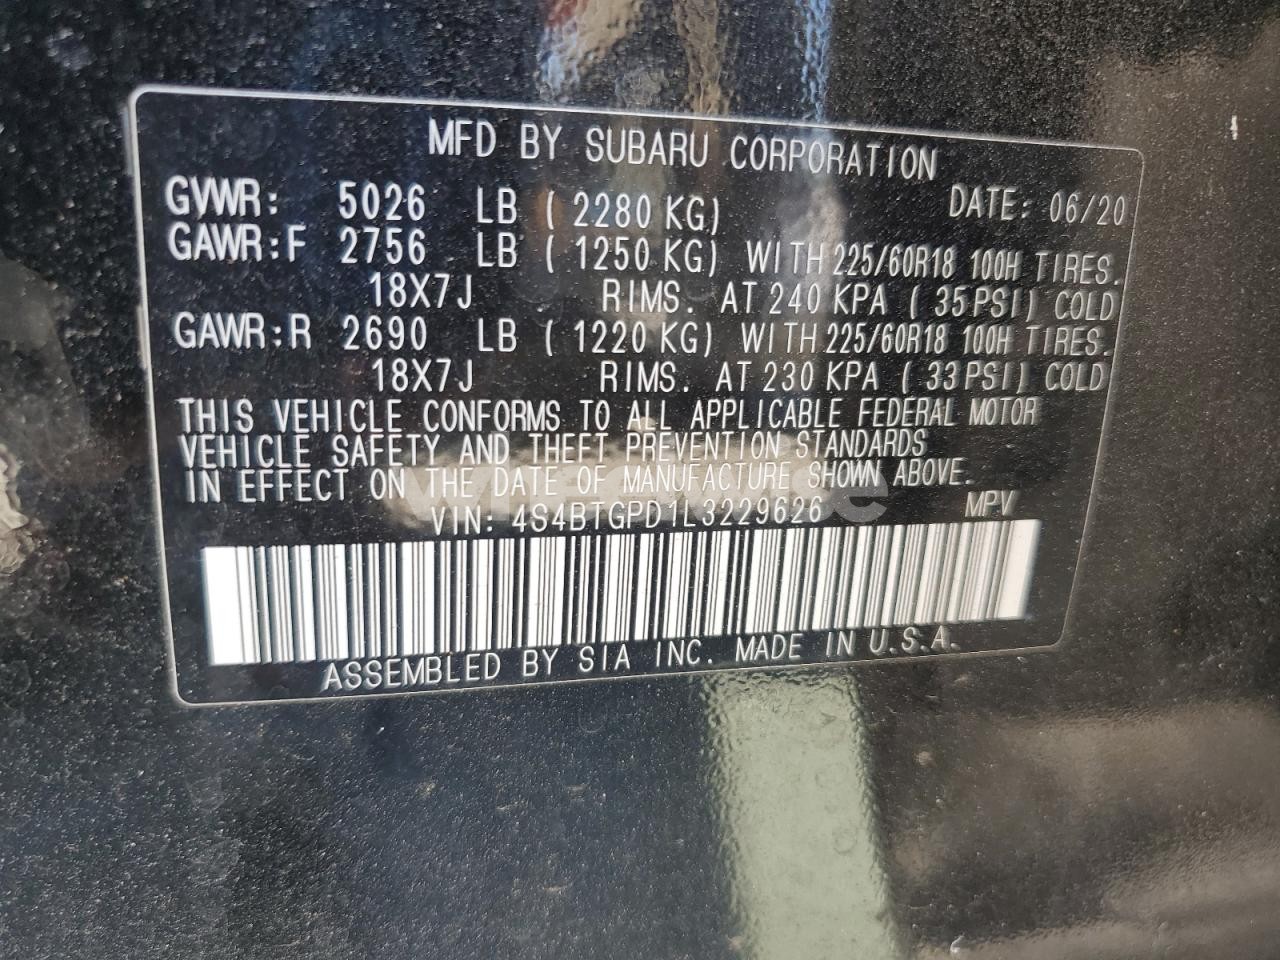 MFD BY SUBARU CORPORATION
DATE: 06/20
GVWR: 5026 LB ( 2280 KG)
GAWR:F 2756 LB ( 1250 KG) WITH 225/60R18 100H TIRES.
18X7J RIMS. AT 240 KPA ( 35 PSI) COLD
GAWR:R 2690 LB ( 1220 KG) WITH 225/60R18 100H TIRES.
18X7J RIMS. AT 230 KPA ( 33 PSI) COLD
THIS VEHICLE CONFORMS TO ALL APPLICABLE FEDERAL MOTOR
VEHICLE SAFETY AND THEFT PREVENTION STANDARDS
IN EFFECT ON THE DATE OF MANUFACTURE SHOWN ABOVE.
VIN: 4S4BTGPD1L3229626 MPV
ASSEMBLED BY SIA INC. MADE IN U.S.A.